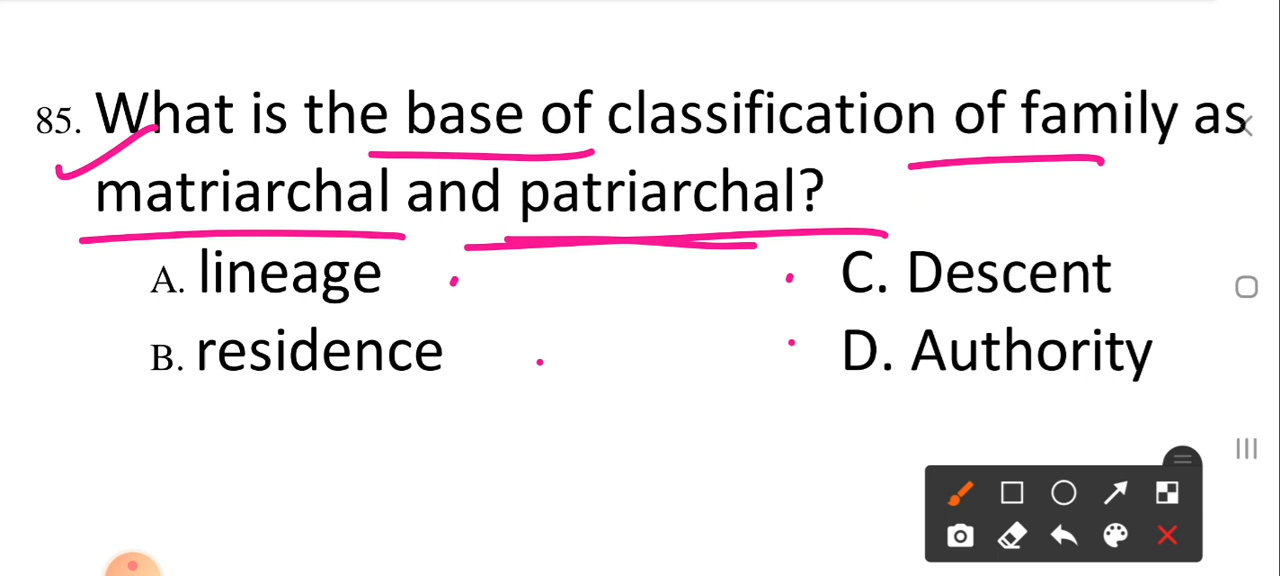 85. What is the base of classification of family as
matriarchal and patriarchal?
A. lineage
C. Descent
B. residence
D. Authority